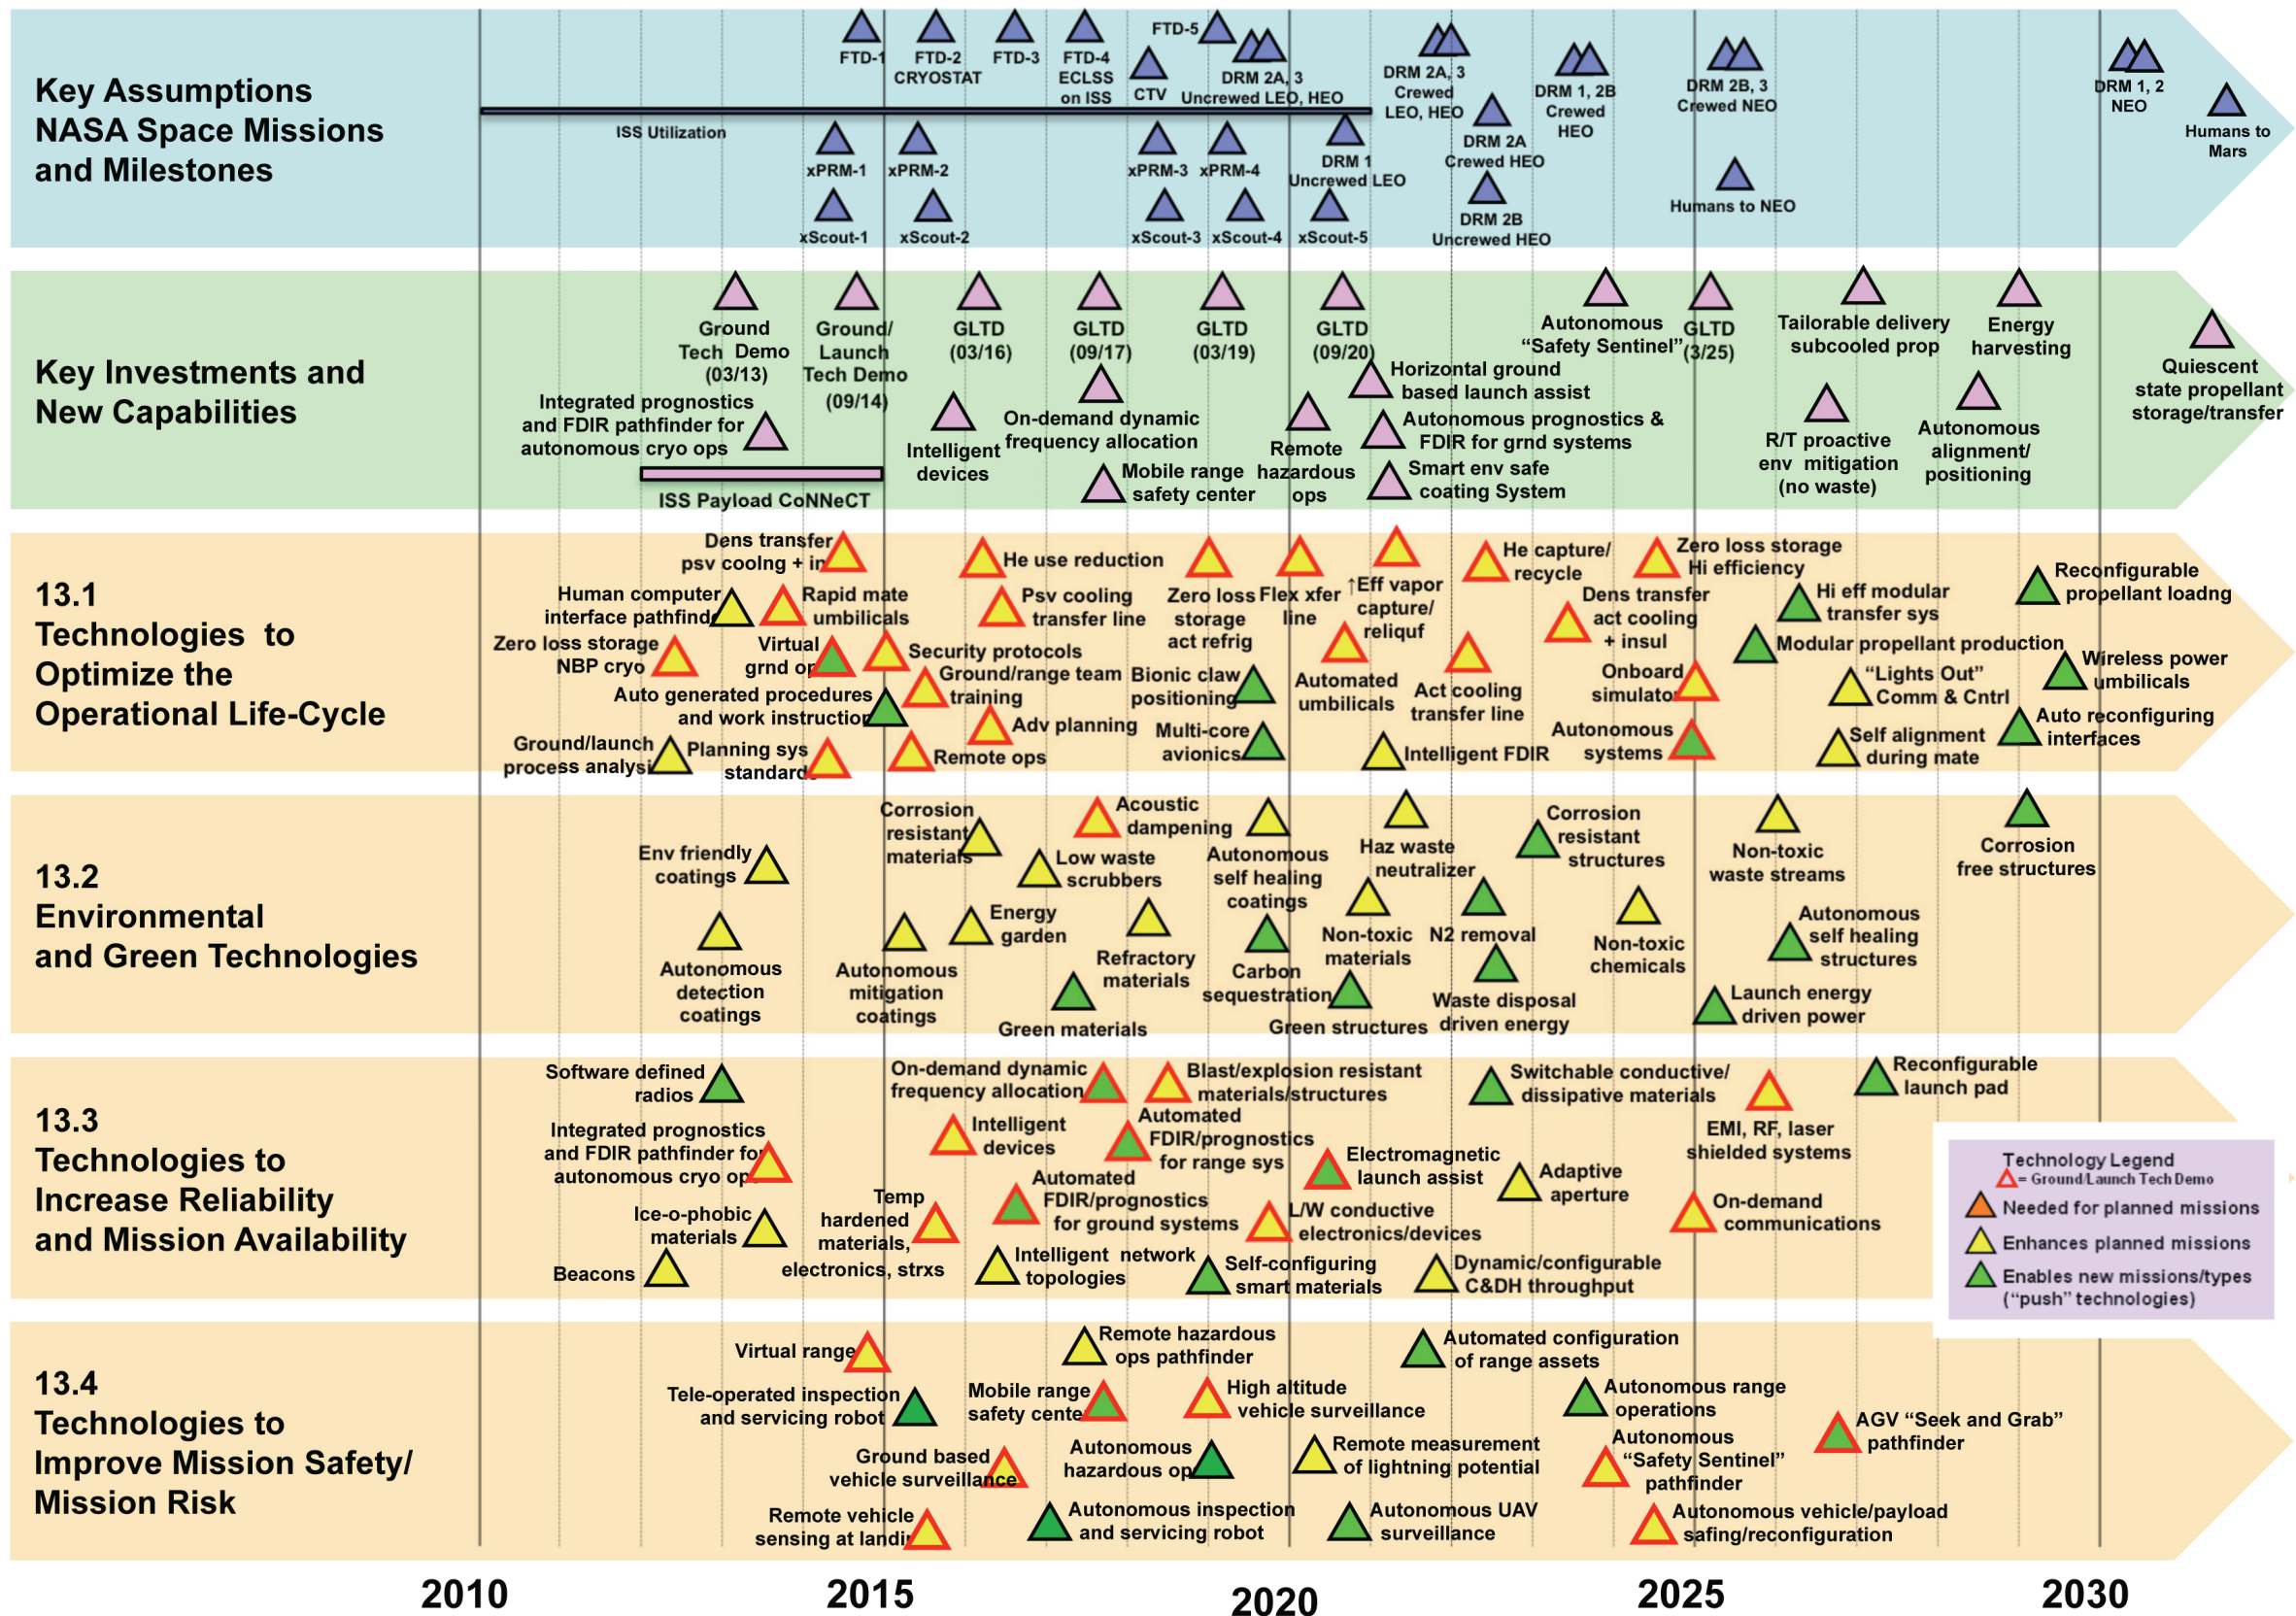 Key Assumptions
NASA Space Missions
and Milestones
FTD-1
FTD-2
CRYOSTAT
FTD-3
FTD-4
ECLSS
on ISS
CTV
FTD-5
DRM 2A, 3
Uncrewed LEO, HEO
DRM 2A, 3
Crewed
LEO, HEO
DRM 2A
Crewed HEO
DRM 1, 2B
Crewed
HEO
DRM 2B, 3
Crewed NEO
DRM 1, 2
NEO
Humans to
Mars
ISS Utilization
xPRM-1
xPRM-2
xPRM-3
xPRM-4
DRM 1
Uncrewed LEO
DRM 2B
Uncrewed HEO
Humans to NEO
xScout-1
xScout-2
xScout-3
xScout-4
xScout-5
Key Investments and
New Capabilities
Ground
Tech Demo
(03/13)
Ground/
Launch
Tech Demo
(09/14)
GLTD
(03/16)
GLTD
(09/17)
GLTD
(03/19)
GLTD
(09/20)
Autonomous
“Safety Sentinel”
GLTD
(3/25)
Tailorable delivery
subcooled prop
Energy
harvesting
Quiescent
state propellant
storage/transfer
Integrated prognostics
and FDIR pathfinder for
autonomous cryo ops
Intelligent
devices
On-demand dynamic
frequency allocation
Mobile range
safety center
Remote
hazardous
ops
Horizontal ground
based launch assist
Autonomous prognostics &
FDIR for grnd systems
Smart env safe
coating System
R/T proactive
env mitigation
(no waste)
Autonomous
alignment/
positioning
ISS Payload CoNNeCT
13.1
Technologies to
Optimize the
Operational Life-Cycle
Dens transfer
psv coolng + in
Human computer
interface pathfinde
Rapid mate
umbilicals
Zero loss storage
NBP cryo
Virtual
grnd op
Security protocols
Auto generated procedures
and work instruction
Ground/range team
training
Adv planning
Ground/launch
process analysi
Planning sys
standard
Remote ops
He use reduction
Psv cooling
transfer line
Zero loss
storage
act refrig
Flex xfer
line
↑Eff vapor
capture/
reliquf
He capture/
recycle
Zero loss storage
Hi efficiency
Dens transfer
act cooling
+ insul
Hi eff modular
transfer sys
Reconfigurable
propellant loadng
Modular propellant production
Bionic claw
positioning
Automated
umbilicals
Act cooling
transfer line
Onboard
simulator
“Lights Out”
Comm & Cntrl
Wireless power
umbilicals
Multi-core
avionics
Intelligent FDIR
Autonomous
systems
Self alignment
during mate
Auto reconfiguring
interfaces
13.2
Environmental
and Green Technologies
Env friendly
coatings
Autonomous
detection
coatings
Corrosion
resistant
materials
Autonomous
mitigation
coatings
Low waste
scrubbers
Energy
garden
Acoustic
dampening
Refractory
materials
Green materials
Autonomous
self healing
coatings
Carbon
sequestration
Green structures
Haz waste
neutralizer
Non-toxic
materials
N2 removal
Waste disposal
driven energy
Corrosion
resistant
structures
Non-toxic
chemicals
Non-toxic
waste streams
Autonomous
self healing
structures
Launch energy
driven power
Corrosion
free structures
13.3
Technologies to
Increase Reliability
and Mission Availability
Software defined
radios
Integrated prognostics
and FDIR pathfinder for
autonomous cryo op
Ice-o-phobic
materials
Beacons
On-demand dynamic
frequency allocation
Intelligent
devices
Temp
hardened
materials,
electronics, strxs
Blast/explosion resistant
materials/structures
Automated
FDIR/prognostics
for range sys
Automated
FDIR/prognostics
for ground systems
Intelligent network
topologies
Electromagnetic
launch assist
L/W conductive
electronics/devices
Self-configuring
smart materials
Switchable conductive/
dissipative materials
Adaptive
aperture
Dynamic/configurable
C&DH throughput
EMI, RF, laser
shielded systems
On-demand
communications
Reconfigurable
launch pad
Technology Legend
= Ground/Launch Tech Demo
Needed for planned missions
Enhances planned missions
Enables new missions/types
(“push” technologies)
13.4
Technologies to
Improve Mission Safety/
Mission Risk
Virtual range
Tele-operated inspection
and servicing robot
Ground based
vehicle surveillance
Remote vehicle
sensing at landin
Remote hazardous
ops pathfinder
Mobile range
safety cente
High altitude
vehicle surveillance
Autonomous
hazardous op
Autonomous inspection
and servicing robot
Remote measurement
of lightning potential
Autonomous UAV
surveillance
Automated configuration
of range assets
Autonomous range
operations
Autonomous
“Safety Sentinel”
pathfinder
Autonomous vehicle/payload
safing/reconfiguration
AGV “Seek and Grab”
pathfinder
2010
2015
2020
2025
2030